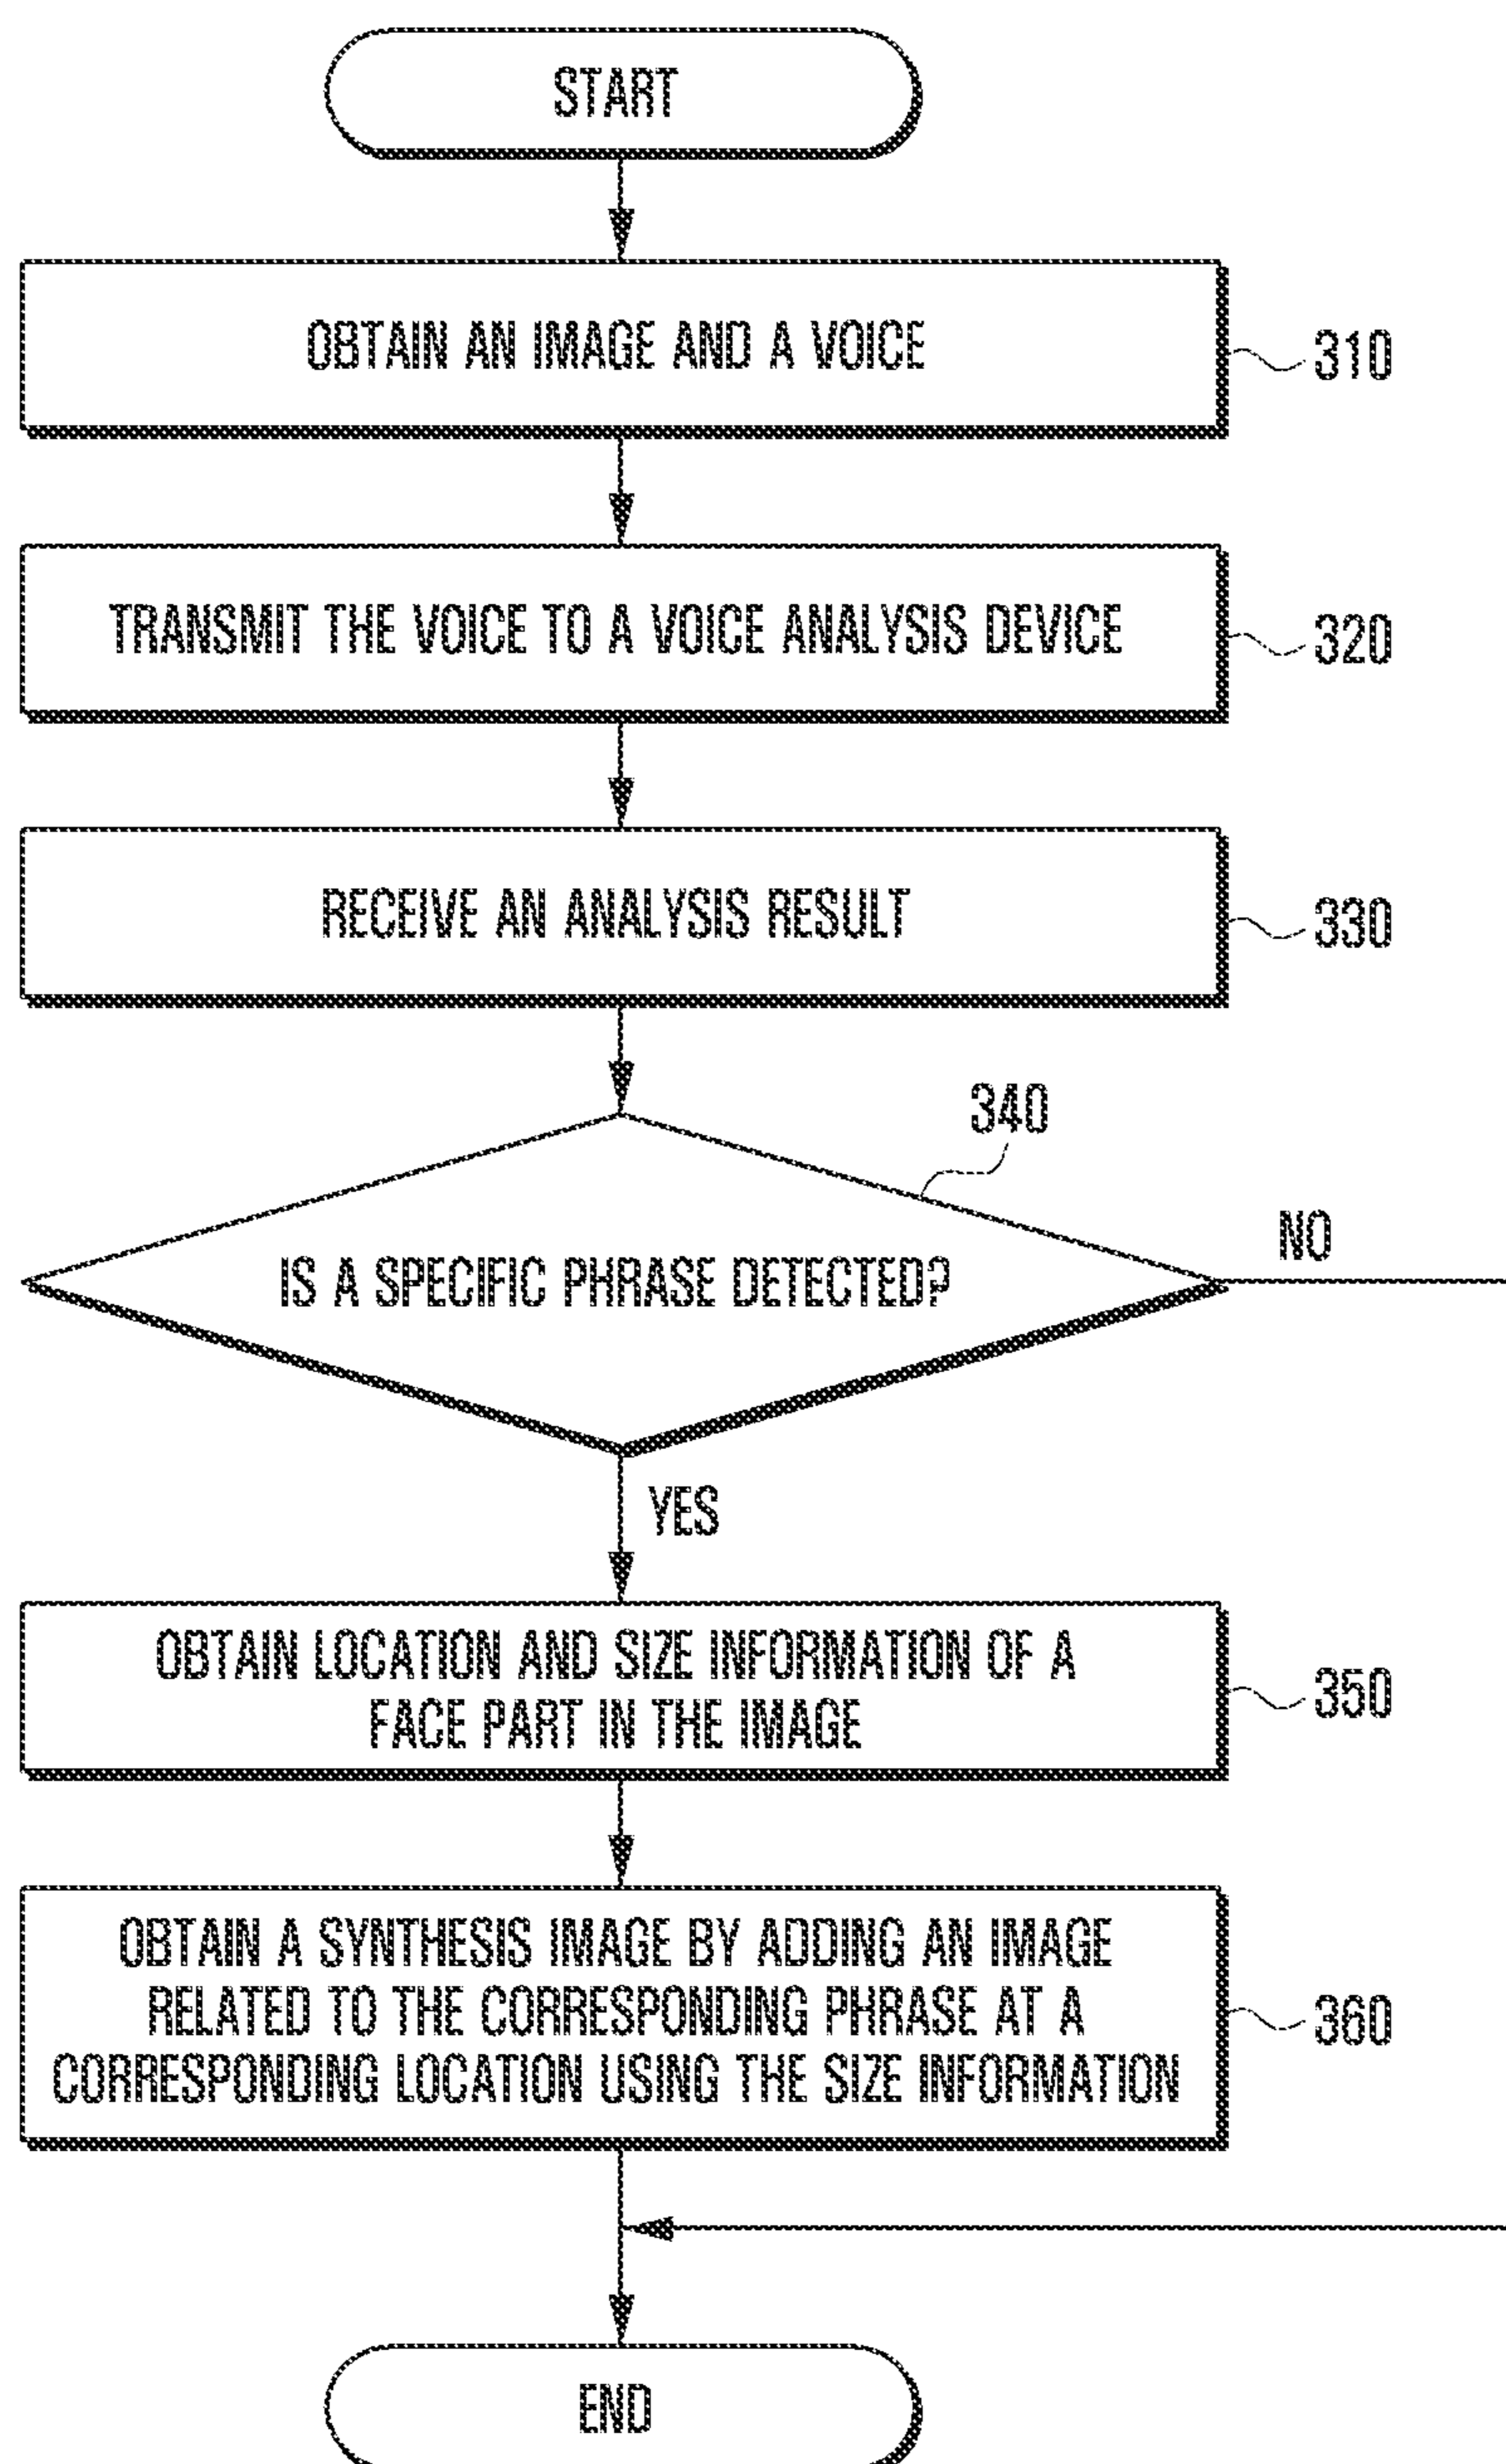 START
OBTAIN AN IMAGE AND A VOICE
310
TRANSMIT THE VOICE TO A VOICE ANALYSIS DEVICE
320
RECEIVE AN ANALYSIS RESULT
330
340
IS A SPECIFIC PHRASE DETECTED?
NO
YES
OBTAIN LOCATION AND SIZE INFORMATION OF A
FACE PART IN THE IMAGE
350
OBTAIN A SYNTHESIS IMAGE BY ADDING AN IMAGE
RELATED TO THE CORRESPONDING PHRASE AT A
CORRESPONDING LOCATION USING THE SIZE INFORMATION
360
END